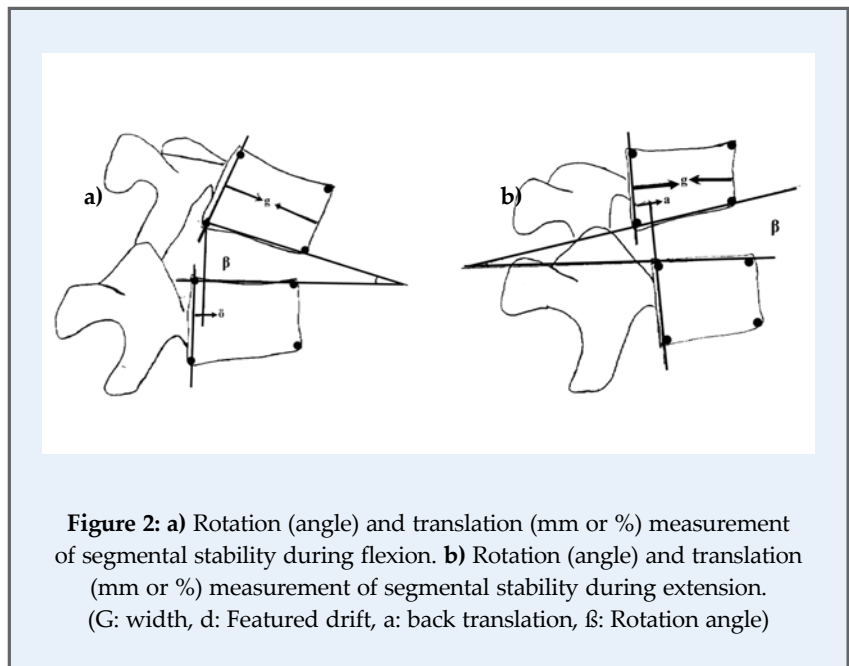 a)
g
β
δ
b)
g
a
β
Figure 2: a) Rotation (angle) and translation (mm or %) measurement
of segmental stability during flexion. b) Rotation (angle) and translation
(mm or %) measurement of segmental stability during extension.
(G: width, d: Featured drift, a: back translation, ß: Rotation angle)